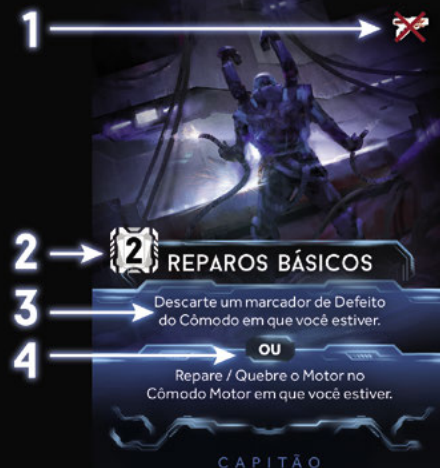 1
2
2 REPAROS BÁSICOS
3
Descarte um marcador de Defeito
do Cômodo em que você estiver.
4
OU
Repare / Quebre o Motor no
Cômodo Motor em que você estiver.
CAPITÃO